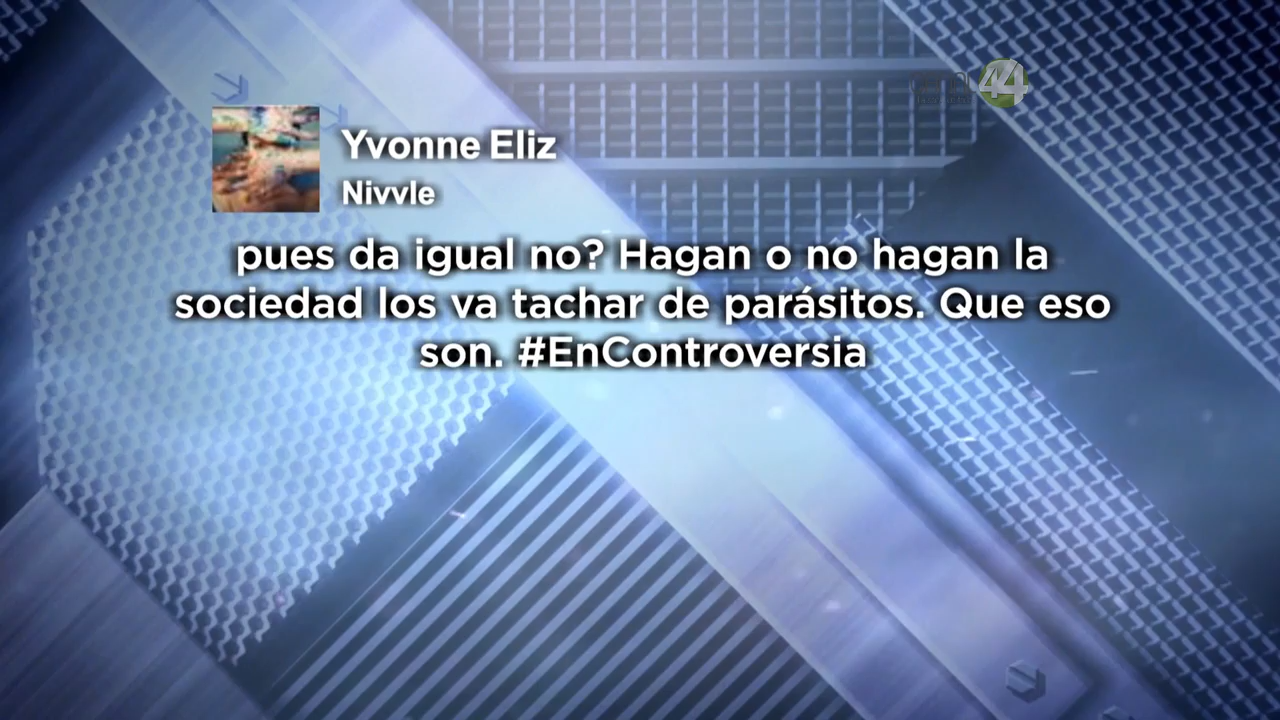 44
Yvonne Eliz
Nivvle
pues da igual no? Hagan o no hagan la
sociedad los va tachar de parásitos. Que eso
son. #EnControversia